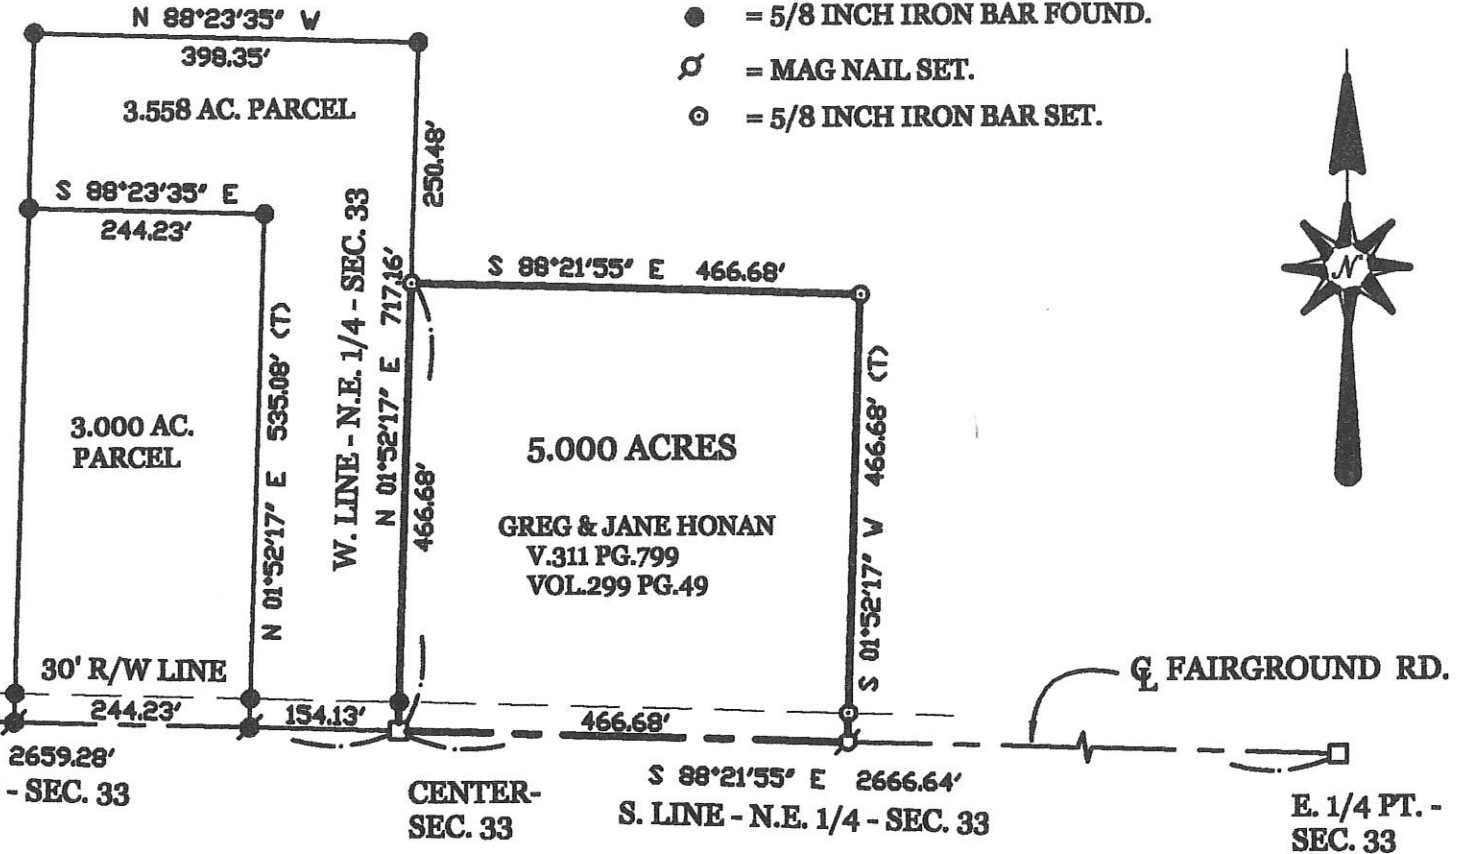 N 88°23'35" W
398.35'
3.558 AC. PARCEL
= 5/8 INCH IRON BAR FOUND.
= MAG NAIL SET.
= 5/8 INCH IRON BAR SET.
250.48'
S 88°23'35" E
244.23'
W. LINE - N.E. 1/4 - SEC. 33
N 01°52'17" E 717.16'
466.68'
S 88°21'55" E 466.68'
N
N 01°52'17" E 535.08' (T)
3.000 AC.
PARCEL
5.000 ACRES
GREG & JANE HONAN
V.311 PG.799
VOL.299 PG.49
S 01°52'17" W 466.68' (T)
30' R/W LINE
244.23'
154.13'
466.68'
℄ FAIRGROUND RD.
2659.28'
- SEC. 33
CENTER-
SEC. 33
S 88°21'55" E 2666.64'
S. LINE - N.E. 1/4 - SEC. 33
E. 1/4 PT. -
SEC. 33